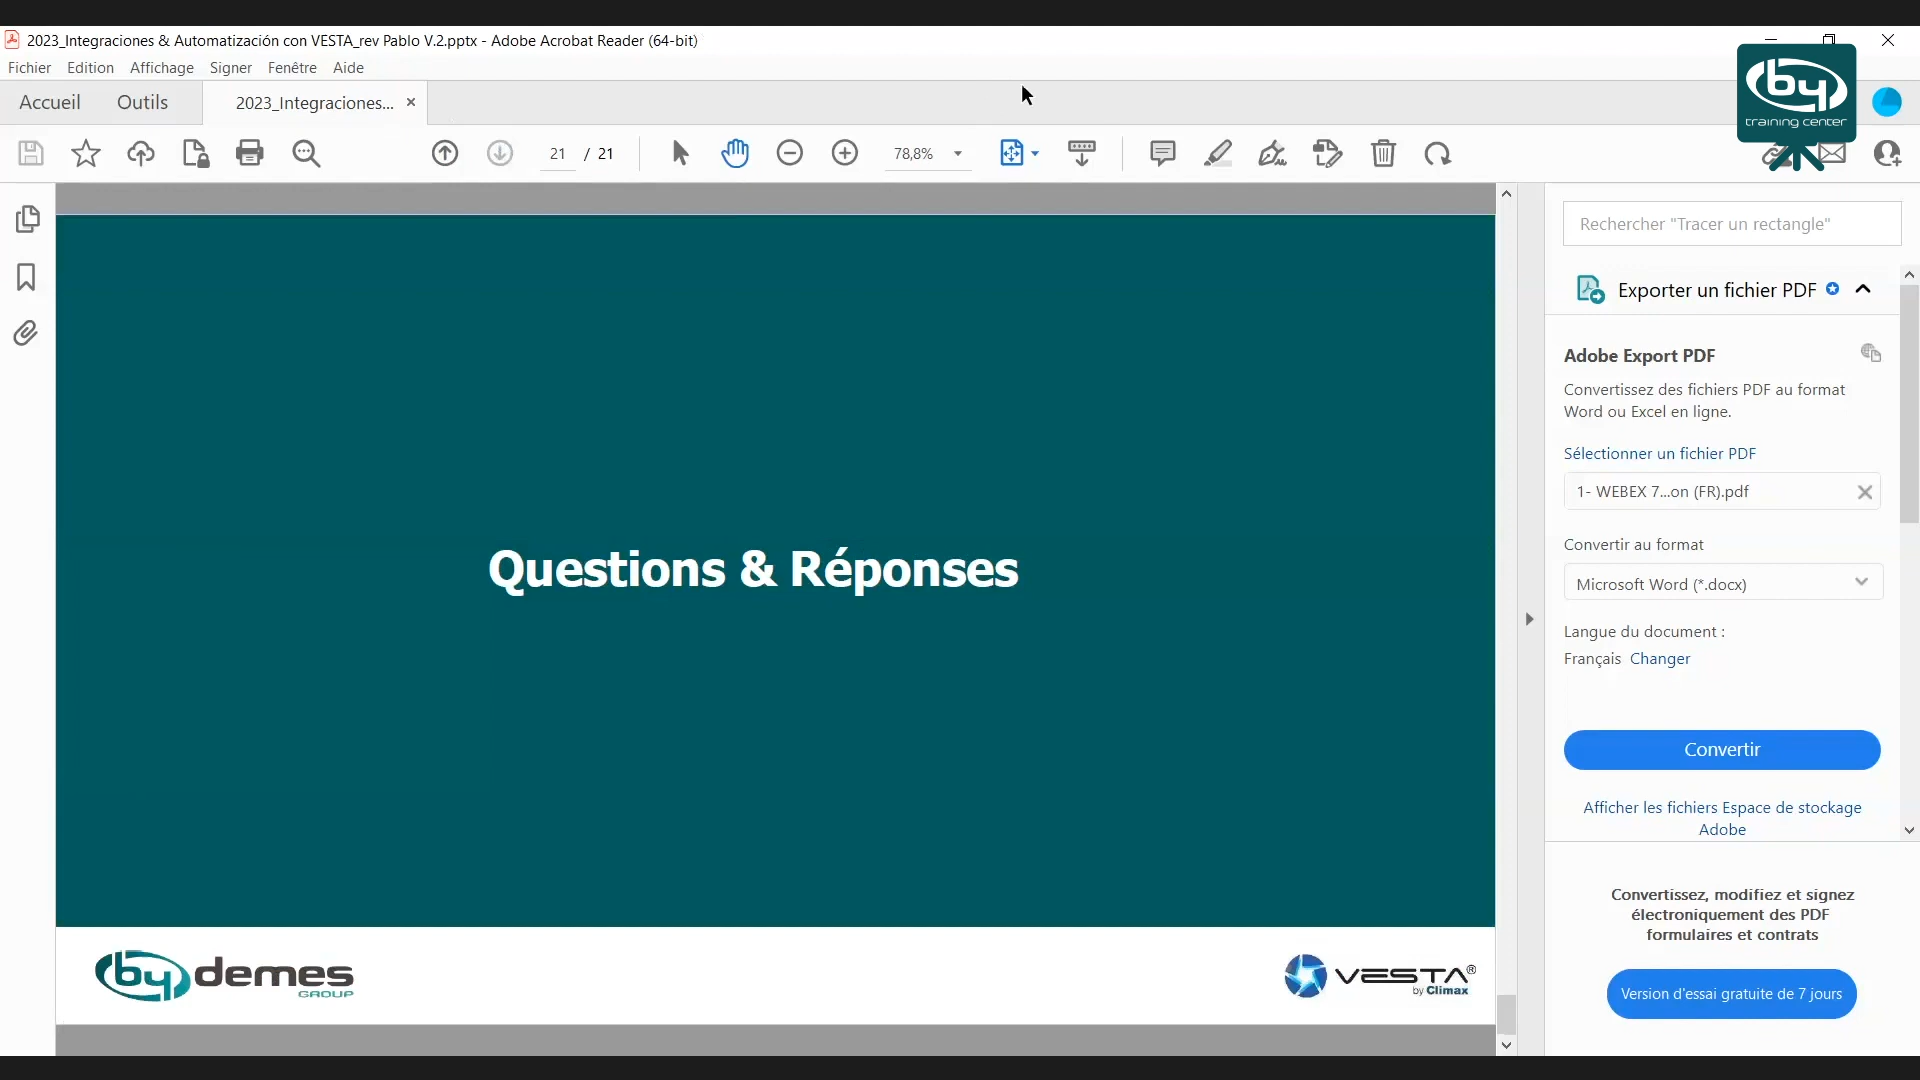 2023_Integraciones & Automatización con VESTA_rev Pablo V.2.pptx - Adobe Acrobat Reader (64-bit)
Fichier Edition Affichage Signer Fenêtre Aide
Accueil Outils 2023_Integraciones... ×
by
training center
21 / 21 78,8%
Rechercher "Tracer un rectangle"
Exporter un fichier PDF
Adobe Export PDF
Convertissez des fichiers PDF au format
Word ou Excel en ligne.
Sélectionner un fichier PDF
1- WEBEX 7...on (FR).pdf
Convertir au format
Microsoft Word (*.docx)
Langue du document :
Français Changer
Convertir
Afficher les fichiers Espace de stockage
Adobe
Convertissez, modifiez et signez
électroniquement des PDF
formulaires et contrats
Version d'essai gratuite de 7 jours
Questions & Réponses
by demes
GROUP
VESTA®
by Climax